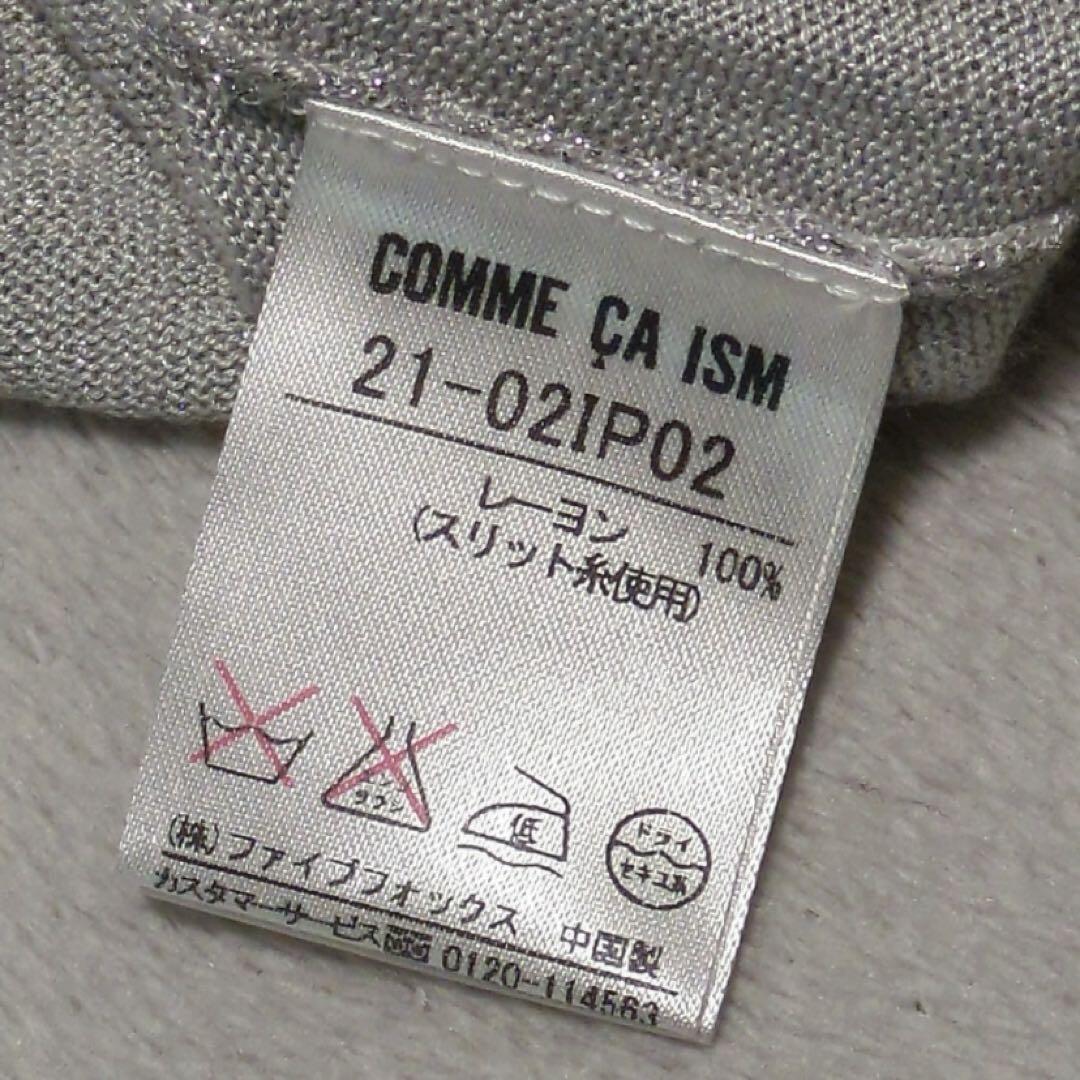 COMME ÇA ISM
21-02IP02
レーヨン 100%
(スリット糸使用)
低
ドライ
セキユ系
(株)ファイブフォックス 中国製
カスタマーサービス 0120-114563